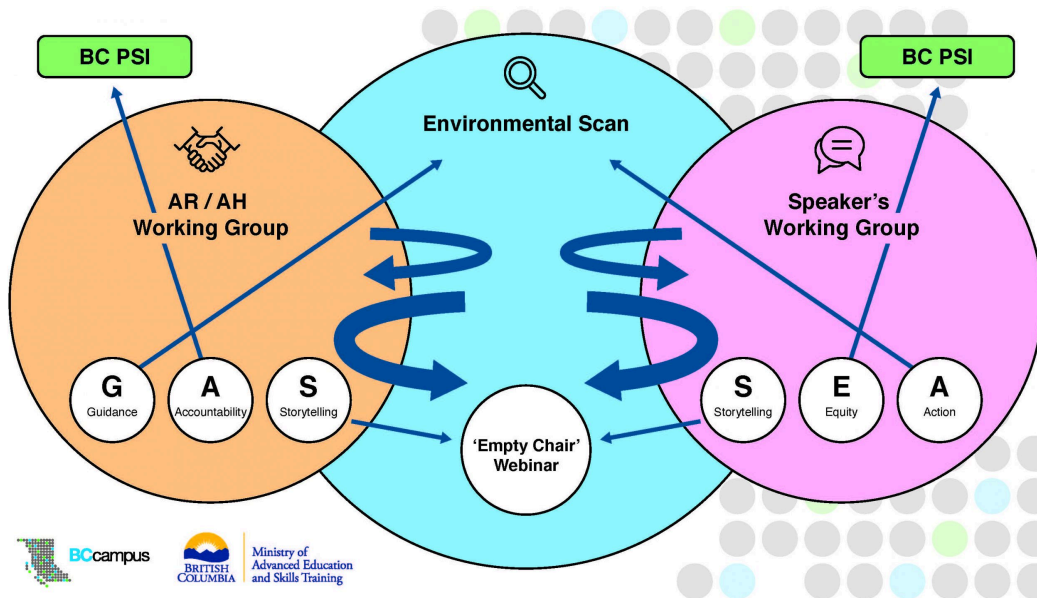 BC PSI
BC PSI
Environmental Scan
AR / AH
Working Group
Speaker's
Working Group
G
Guidance
A
Accountability
S
Storytelling
S
Storytelling
E
Equity
A
Action
'Empty Chair'
Webinar
BCcampus
BRITISH
COLUMBIA
Ministry of
Advanced Education
and Skills Training